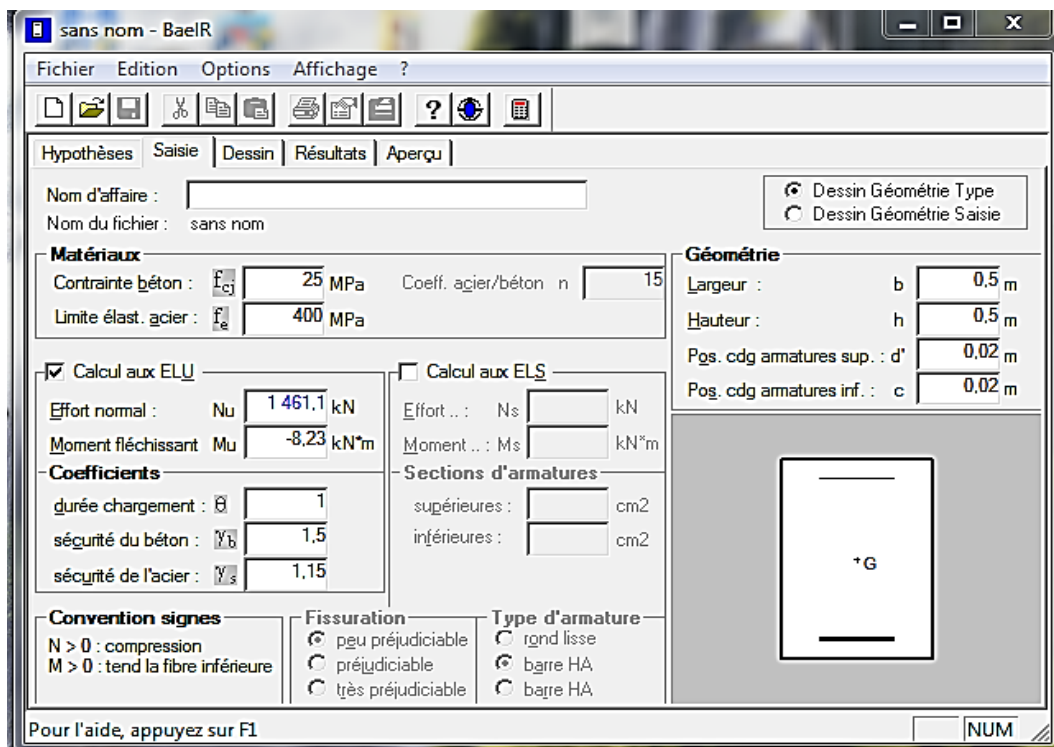 sans nom - BaelR
Fichier Edition Options Affichage ?
Hypothèses Saisie Dessin Résultats Aperçu
Nom d'affaire :
Nom du fichier : sans nom
Dessin Géométrie Type
Dessin Géométrie Saisie
Matériaux
Contrainte béton : fcj 25 MPa Coeff. acier/béton n 15
Limite élast. acier : fe 400 MPa
Géométrie
Largeur : b 0,5 m
Hauteur : h 0,5 m
Pos. cdg armatures sup. : d' 0,02 m
Pos. cdg armatures inf. : c 0,02 m
Calcul aux ELU
Effort normal : Nu 1 461,1 kN
Moment fléchissant Mu -8,23 kN*m
Calcul aux ELS
Effort .. : Ns kN
Moment .. : Ms kN*m
Coefficients
durée chargement : θ 1
sécurité du béton : γb 1,5
sécurité de l'acier : γs 1,15
Sections d'armatures
supérieures : cm2
inférieures : cm2
+G
Convention signes
N > 0 : compression
M > 0 : tend la fibre inférieure
Fissuration
peu préjudiciable
préjudiciable
très préjudiciable
Type d'armature
rond lisse
barre HA
barre HA
Pour l'aide, appuyez sur F1 NUM